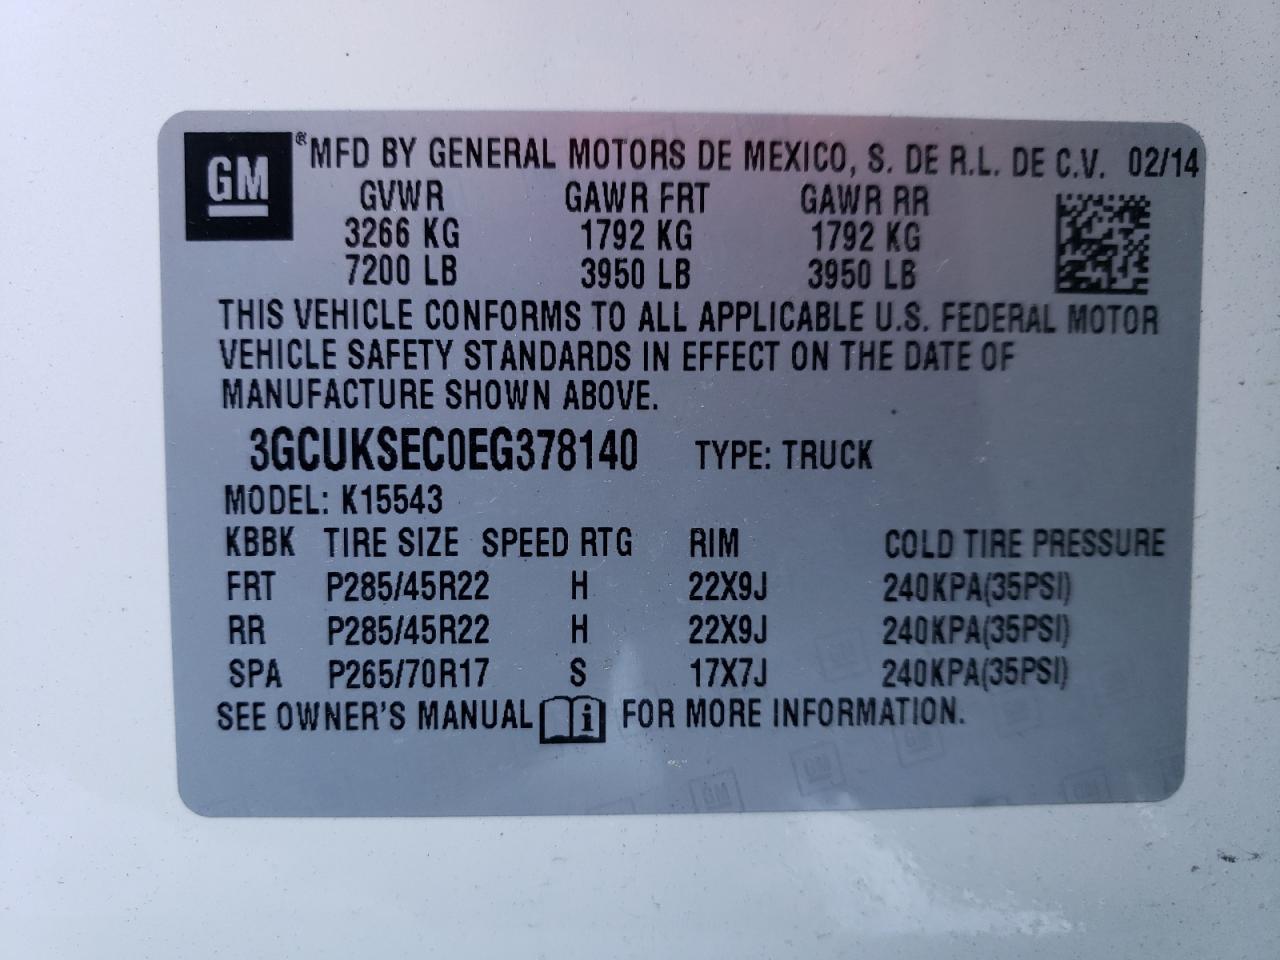 GM ® MFD BY GENERAL MOTORS DE MEXICO, S. DE R.L. DE C.V. 02/14
GVWR GAWR FRT GAWR RR
3266 KG 1792 KG 1792 KG
7200 LB 3950 LB 3950 LB
THIS VEHICLE CONFORMS TO ALL APPLICABLE U.S. FEDERAL MOTOR
VEHICLE SAFETY STANDARDS IN EFFECT ON THE DATE OF
MANUFACTURE SHOWN ABOVE.
3GCUKSEC0EG378140 TYPE: TRUCK
MODEL: K15543
KBBK TIRE SIZE SPEED RTG RIM COLD TIRE PRESSURE
FRT P285/45R22 H 22X9J 240KPA(35PSI)
RR P285/45R22 H 22X9J 240KPA(35PSI)
SPA P265/70R17 S 17X7J 240KPA(35PSI)
SEE OWNER'S MANUAL i FOR MORE INFORMATION.
GM GM GM